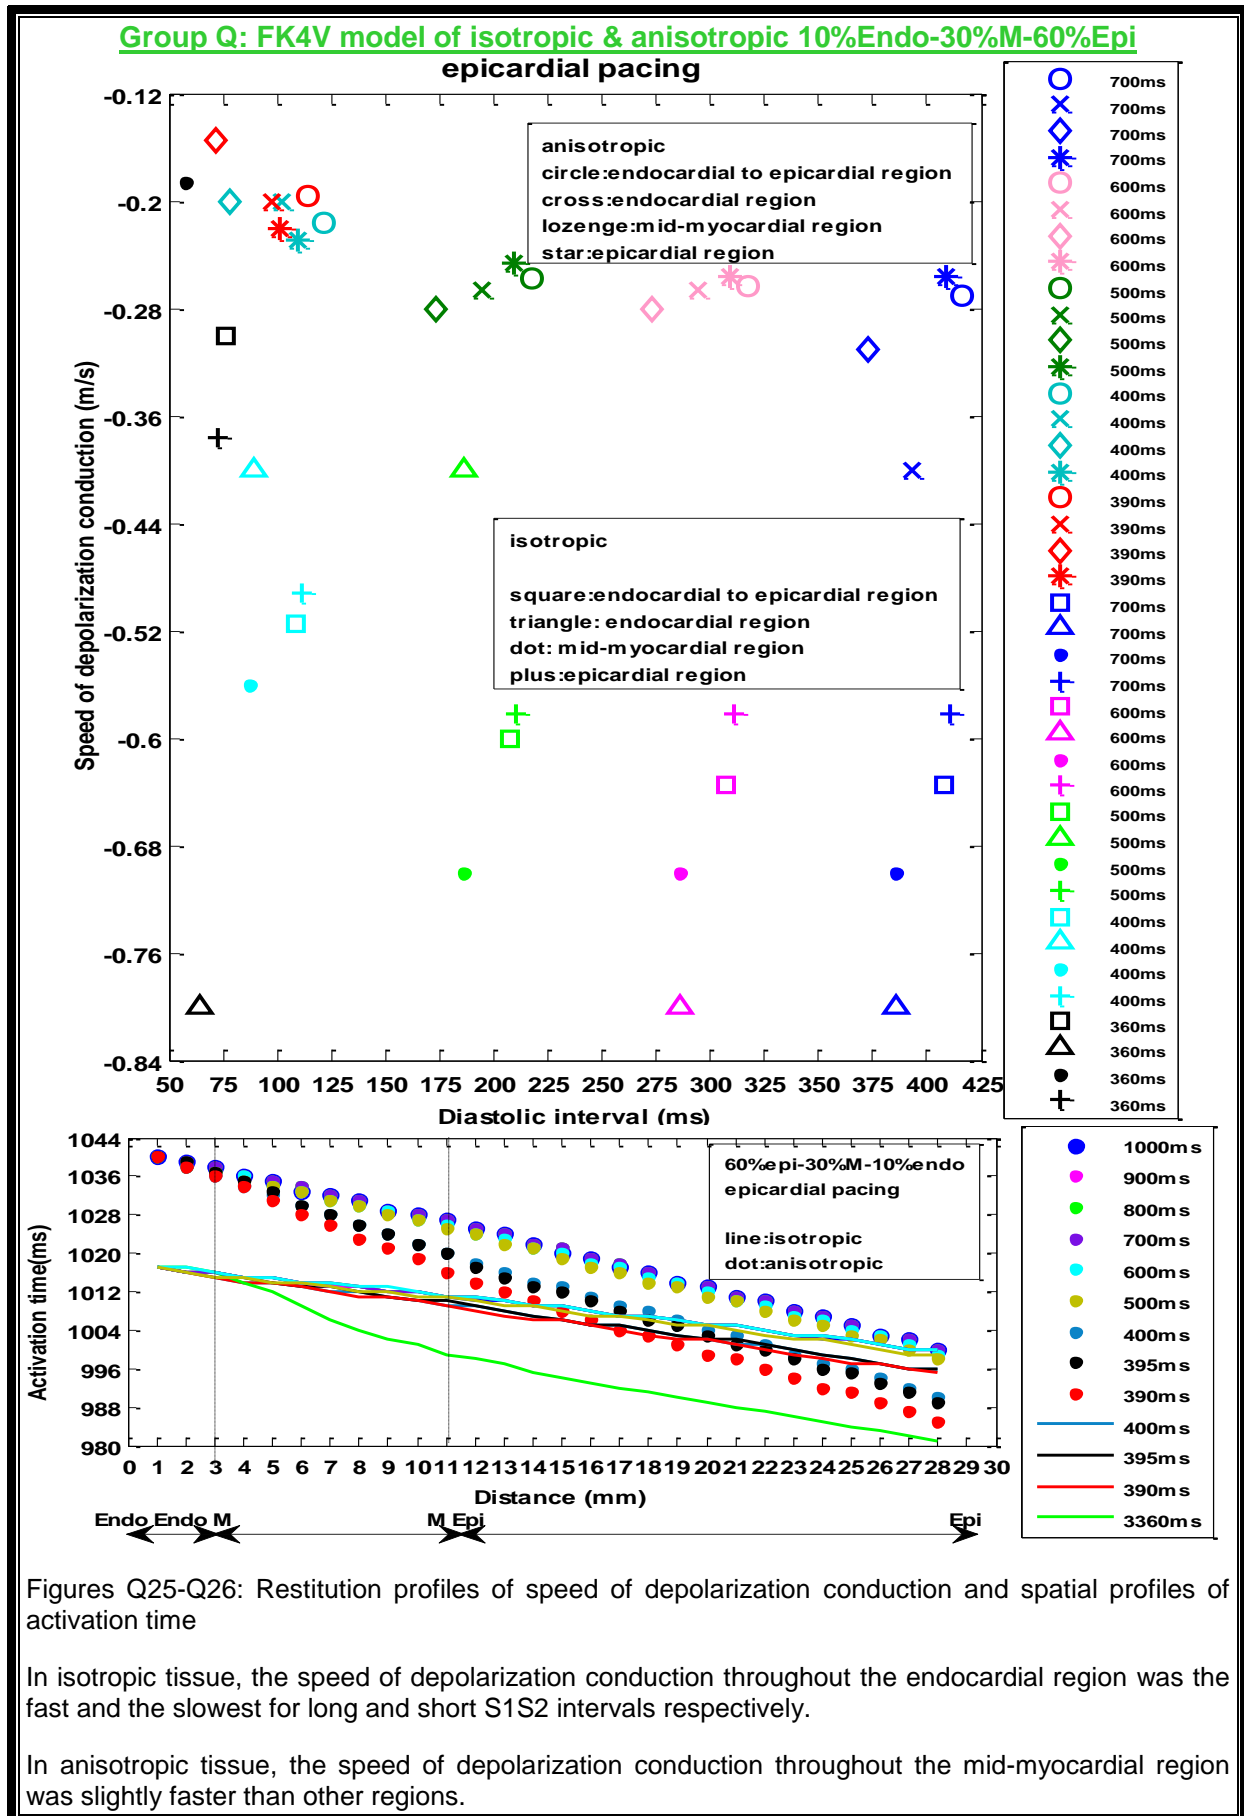 Group Q: FK4V model of isotropic & anisotropic 10%Endo-30%M-60%Epi
epicardial pacing
-0.12
-0.2
-0.28
-0.36
-0.44
-0.52
-0.6
-0.68
-0.76
-0.84
Speed of depolarization conduction (m/s)
anisotropic
circle:endocardial to epicardial region
cross:endocardial region
lozenge:mid-myocardial region
star:epicardial region
isotropic
square:endocardial to epicardial region
triangle: endocardial region
dot: mid-myocardial region
plus:epicardial region
50 75 100 125 150 175 200 225 250 275 300 325 350 375 400 425
Diastolic interval (ms)
700ms
700ms
700ms
700ms
600ms
600ms
600ms
600ms
500ms
500ms
500ms
500ms
400ms
400ms
400ms
400ms
390ms
390ms
390ms
390ms
700ms
700ms
700ms
700ms
600ms
600ms
600ms
600ms
500ms
500ms
500ms
500ms
400ms
400ms
400ms
400ms
360ms
360ms
360ms
360ms
1044
1036
1028
1020
1012
1004
996
988
980
Activation time(ms)
60%epi-30%M-10%endo
epicardial pacing
line:isotropic
dot:anisotropic
0 1 2 3 4 5 6 7 8 9 10 11 12 13 14 15 16 17 18 19 20 21 22 23 24 25 26 27 28 29 30
Distance (mm)
Endo Endo M M Epi Epi
1000ms
900ms
800ms
700ms
600ms
500ms
400ms
395ms
390ms
400ms
395ms
390ms
3360ms
Figures Q25-Q26: Restitution profiles of speed of depolarization conduction and spatial profiles of
activation time
In isotropic tissue, the speed of depolarization conduction throughout the endocardial region was the
fast and the slowest for long and short S1S2 intervals respectively.
In anisotropic tissue, the speed of depolarization conduction throughout the mid-myocardial region
was slightly faster than other regions.